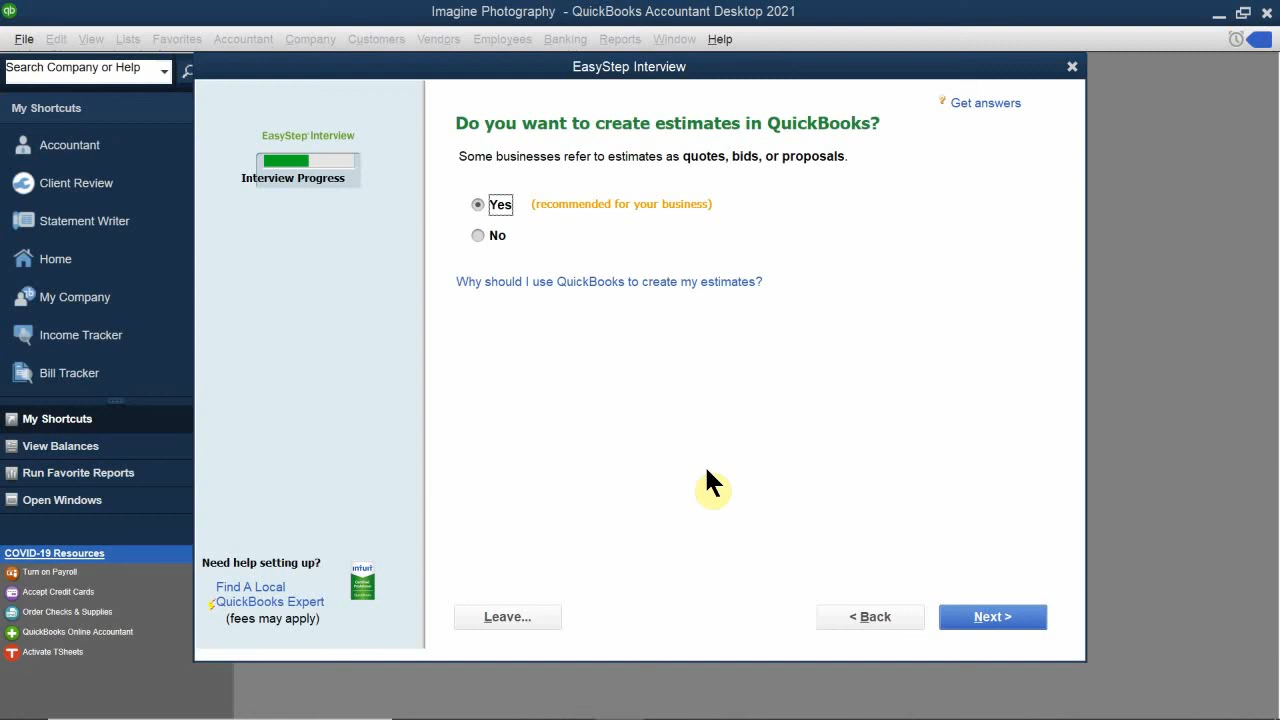 Imagine Photography - QuickBooks Accountant Desktop 2021
File Edit View Lists Favorites Accountant Company Customers Vendors Employees Banking Reports Window Help
Search Company or Help
My Shortcuts
Accountant
Client Review
Statement Writer
Home
My Company
Income Tracker
Bill Tracker
My Shortcuts
View Balances
Run Favorite Reports
Open Windows
COVID-19 Resources
Turn on Payroll
Accept Credit Cards
Order Checks & Supplies
QuickBooks Online Accountant
Activate TSheets
EasyStep Interview
EasyStep Interview
Interview Progress
Need help setting up?
Find A Local
QuickBooks Expert
(fees may apply)
intuit
Get answers
Do you want to create estimates in QuickBooks?
Some businesses refer to estimates as quotes, bids, or proposals.
Yes (recommended for your business)
No
Why should I use QuickBooks to create my estimates?
Leave... < Back Next >